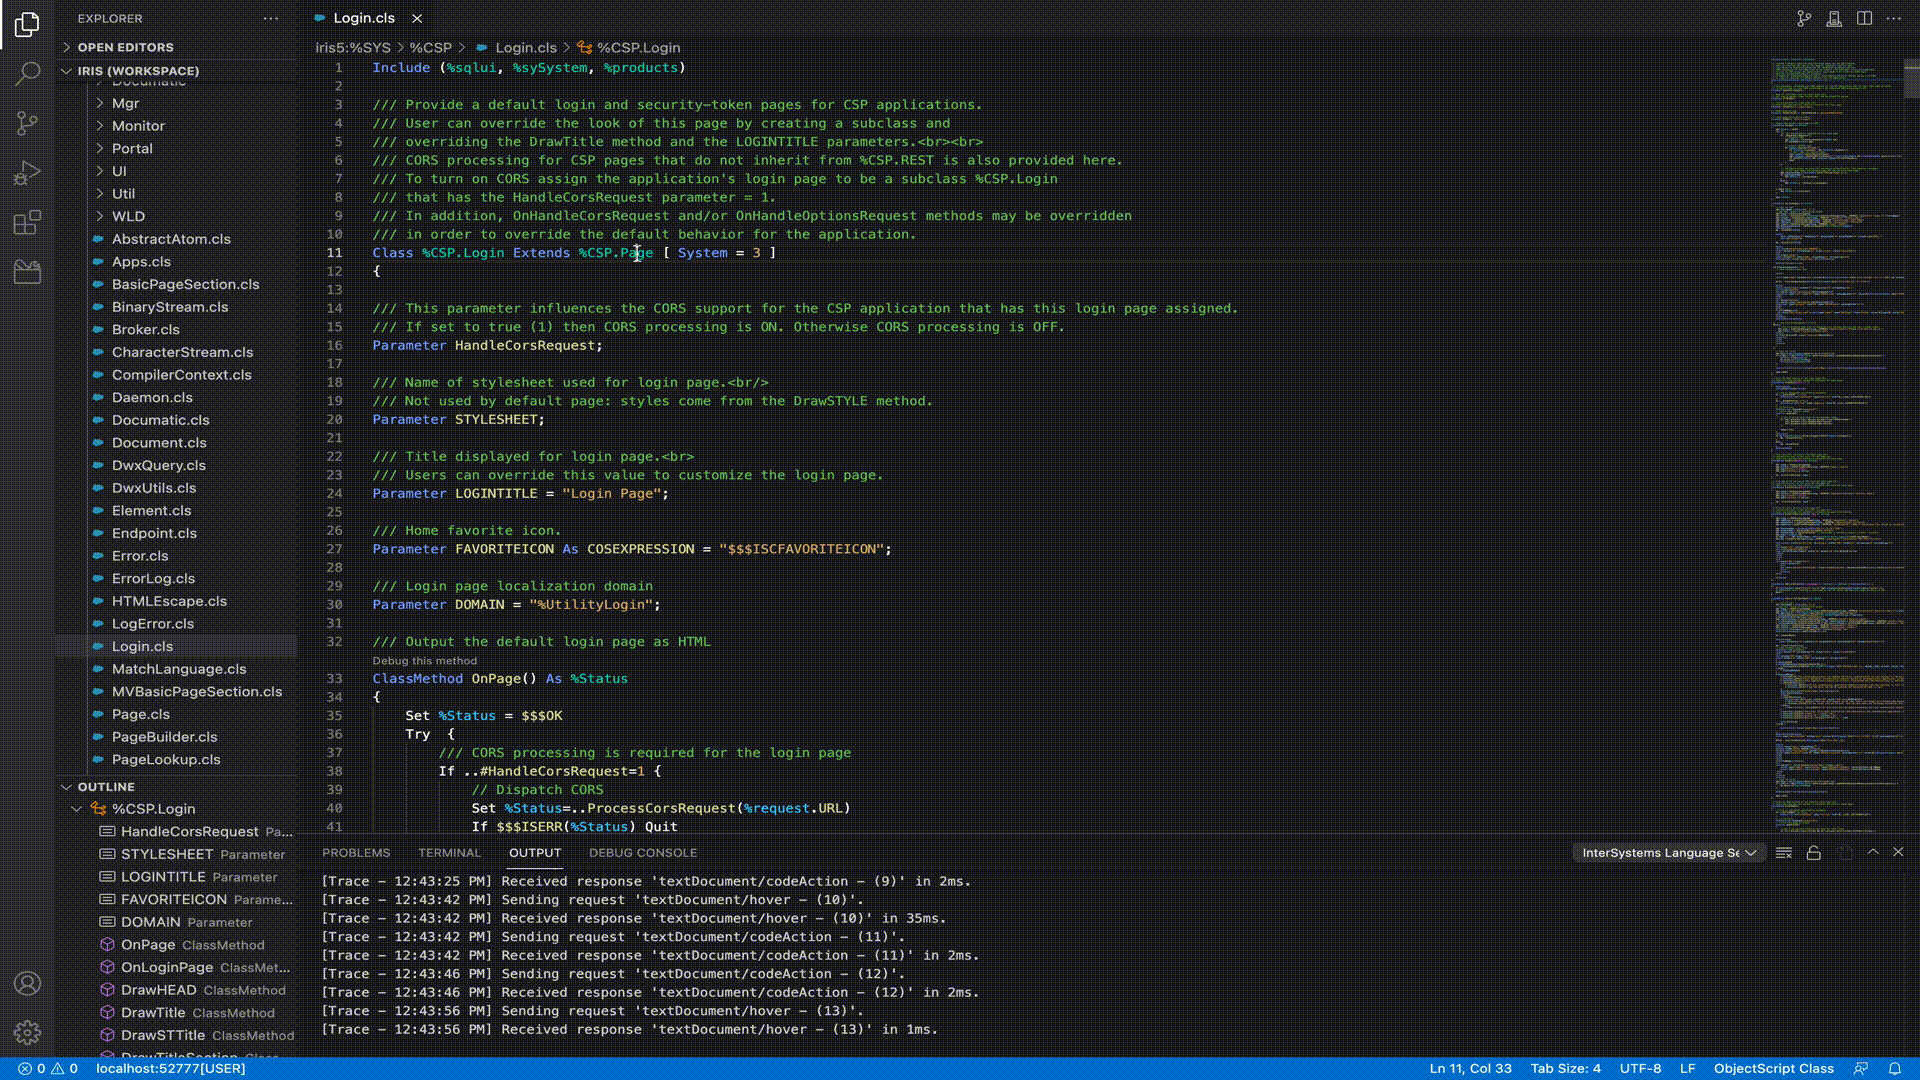 EXPLORER
OPEN EDITORS
IRIS (WORKSPACE)
Documatic
Mgr
Monitor
Portal
UI
Util
WLD
AbstractAtom.cls
Apps.cls
BasicPageSection.cls
BinaryStream.cls
Broker.cls
CharacterStream.cls
CompilerContext.cls
Daemon.cls
Documatic.cls
Document.cls
DwxQuery.cls
DwxUtils.cls
Element.cls
Endpoint.cls
Error.cls
ErrorLog.cls
HTMLEscape.cls
LogError.cls
Login.cls
MatchLanguage.cls
MVBasicPageSection.cls
Page.cls
PageBuilder.cls
PageLookup.cls
OUTLINE
%CSP.Login
HandleCorsRequest Pa...
STYLESHEET Parameter
LOGINTITLE Parameter
FAVORITEICON Parame...
DOMAIN Parameter
OnPage ClassMethod
OnLoginPage ClassMet...
DrawHEAD ClassMethod
DrawTitle ClassMethod
DrawSTTitle ClassMethod
DrawTitleSection Class
Login.cls
iris5:%SYS > %CSP > Login.cls > %CSP.Login
1 Include (%sqlui, %sySystem, %products)
2
3 /// Provide a default login and security-token pages for CSP applications.
4 /// User can override the look of this page by creating a subclass and
5 /// overriding the DrawTitle method and the LOGINTITLE parameters.<br><br>
6 /// CORS processing for CSP pages that do not inherit from %CSP.REST is also provided here.
7 /// To turn on CORS assign the application's login page to be a subclass %CSP.Login
8 /// that has the HandleCorsRequest parameter = 1.
9 /// In addition, OnHandleCorsRequest and/or OnHandleOptionsRequest methods may be overridden
10 /// in order to override the default behavior for the application.
11 Class %CSP.Login Extends %CSP.Page [ System = 3 ]
12 {
13
14 /// This parameter influences the CORS support for the CSP application that has this login page assigned.
15 /// If set to true (1) then CORS processing is ON. Otherwise CORS processing is OFF.
16 Parameter HandleCorsRequest;
17
18 /// Name of stylesheet used for login page.<br/>
19 /// Not used by default page: styles come from the DrawSTYLE method.
20 Parameter STYLESHEET;
21
22 /// Title displayed for login page.<br>
23 /// Users can override this value to customize the login page.
24 Parameter LOGINTITLE = "Login Page";
25
26 /// Home favorite icon.
27 Parameter FAVORITEICON As COSEXPRESSION = "$$$ISCFAVORITEICON";
28
29 /// Login page localization domain
30 Parameter DOMAIN = "%UtilityLogin";
31
32 /// Output the default login page as HTML
Debug this method
33 ClassMethod OnPage() As %Status
34 {
35 Set %Status = $$$OK
36 Try {
37 /// CORS processing is required for the login page
38 If ..#HandleCorsRequest=1 {
39 // Dispatch CORS
40 Set %Status=..ProcessCorsRequest(%request.URL)
41 If $$$ISERR(%Status) Quit
PROBLEMS TERMINAL OUTPUT DEBUG CONSOLE InterSystems Language Se
[Trace - 12:43:25 PM] Received response 'textDocument/codeAction - (9)' in 2ms.
[Trace - 12:43:42 PM] Sending request 'textDocument/hover - (10)'.
[Trace - 12:43:42 PM] Received response 'textDocument/hover - (10)' in 35ms.
[Trace - 12:43:42 PM] Sending request 'textDocument/codeAction - (11)'.
[Trace - 12:43:42 PM] Received response 'textDocument/codeAction - (11)' in 2ms.
[Trace - 12:43:46 PM] Sending request 'textDocument/codeAction - (12)'.
[Trace - 12:43:46 PM] Received response 'textDocument/codeAction - (12)' in 2ms.
[Trace - 12:43:56 PM] Sending request 'textDocument/hover - (13)'.
[Trace - 12:43:56 PM] Received response 'textDocument/hover - (13)' in 1ms.
0 0 localhost:52777[USER] Ln 11, Col 33 Tab Size: 4 UTF-8 LF ObjectScript Class